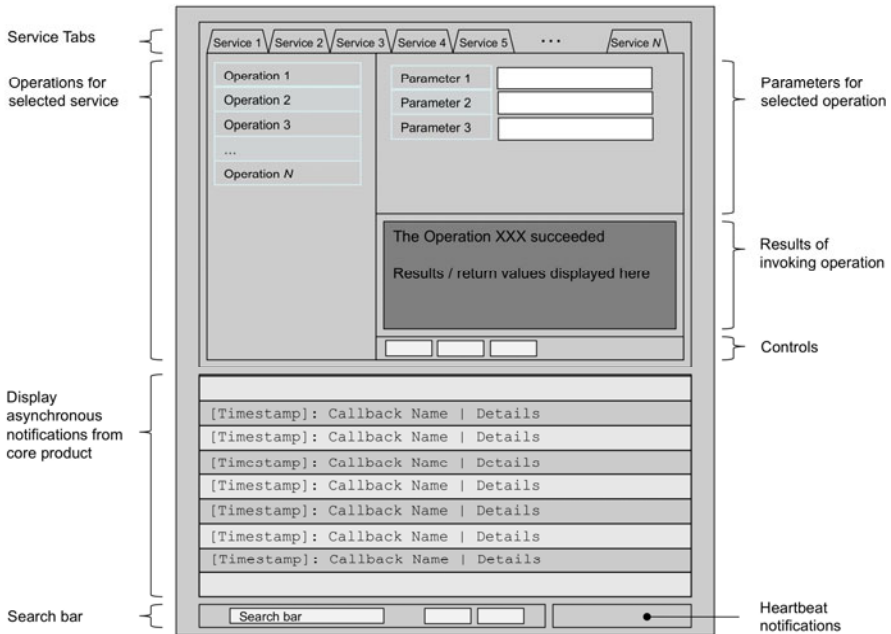 Service Tabs
Service 1 Service 2 Service 3 Service 4 Service 5 ... Service N
Operations for
selected service
Operation 1
Operation 2
Operation 3
...
Operation N
Parameter 1
Parameter 2
Parameter 3
Parameters for
selected operation
The Operation XXX succeeded
Results / return values displayed here
Results of
invoking operation
Controls
Display
asynchronous
notifications from
core product
[Timestamp]: Callback Name | Details
[Timestamp]: Callback Name | Details
[Timestamp]: Callback Name | Details
[Timestamp]: Callback Name | Details
[Timestamp]: Callback Name | Details
[Timestamp]: Callback Name | Details
[Timestamp]: Callback Name | Details
Search bar
Search bar
Heartbeat
notifications